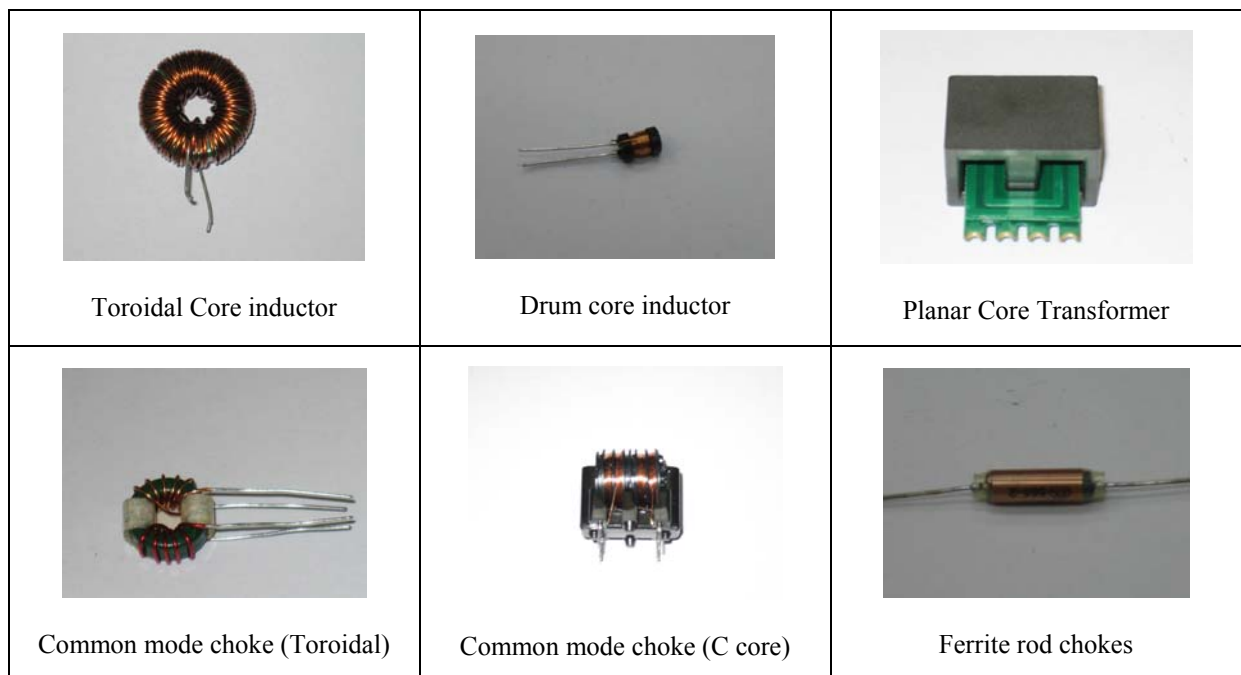 Toroidal Core inductor
Drum core inductor
Planar Core Transformer
Common mode choke (Toroidal)
Common mode choke (C core)
Ferrite rod chokes